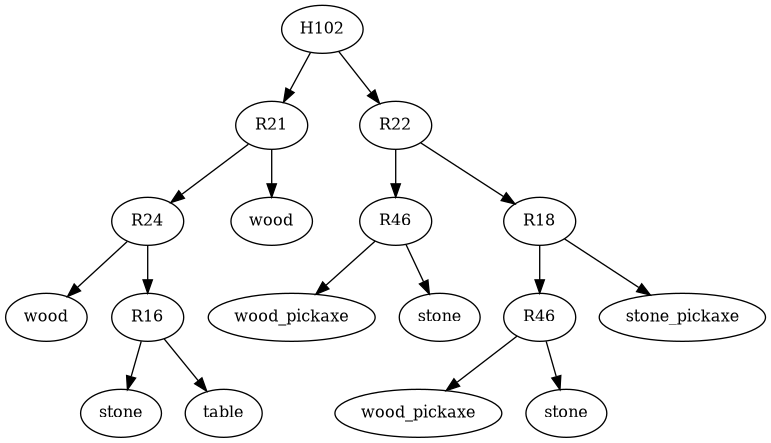 H102
R21
R22
R24
wood
R46
R18
wood
R16
wood_pickaxe
stone
R46
stone_pickaxe
stone
table
wood_pickaxe
stone